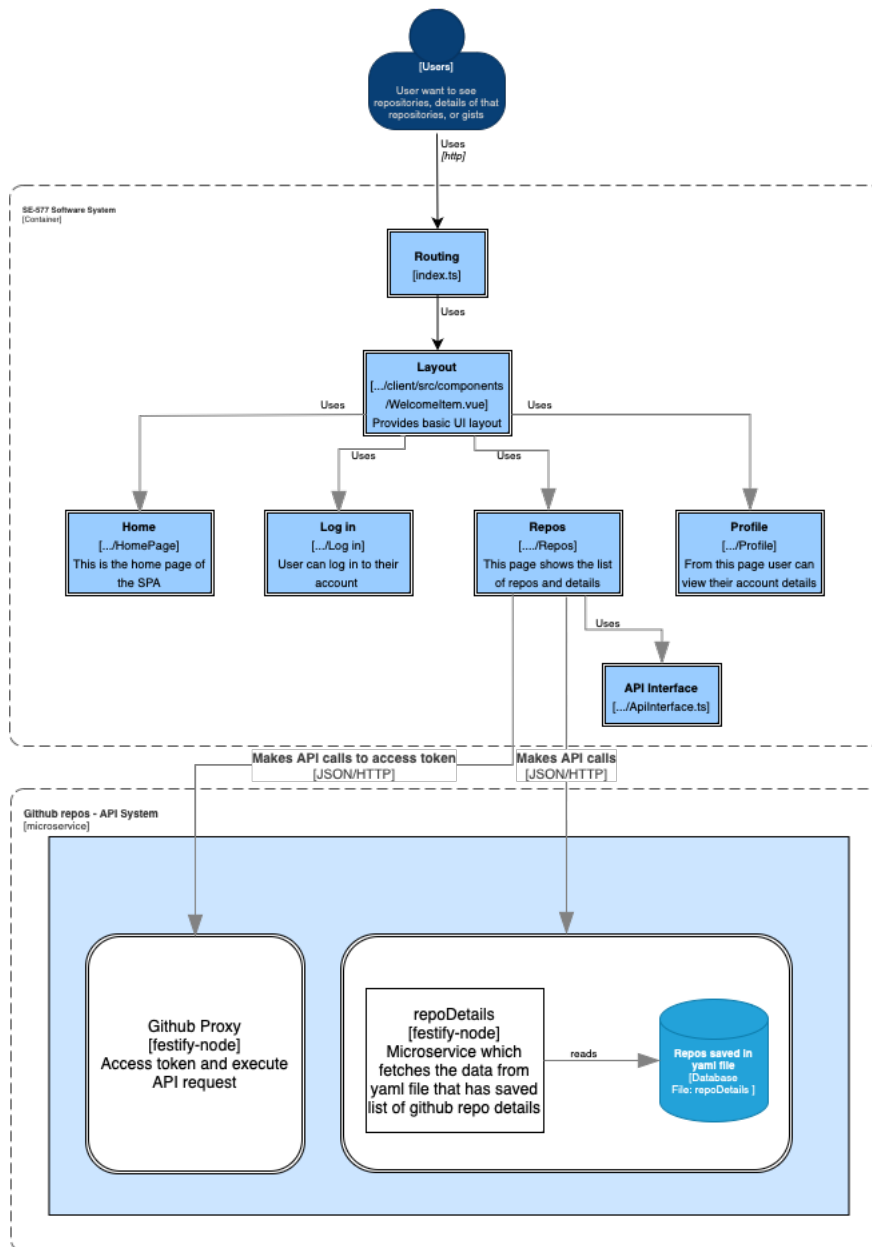 [Users]
User want to see
repositories, details of that
repositories, or gists
Uses
[http]
SE-577 Software System
[Container]
Routing
[index.ts]
Uses
Layout
[.../client/src/components
/WelcomeItem.vue]
Provides basic UI layout
Uses
Uses
Uses
Uses
Home
[.../HomePage]
This is the home page of
the SPA
Log in
[.../Log in]
User can log in to their
account
Repos
[..../Repos]
This page shows the list
of repos and details
Profile
[.../Profile]
From this page user can
view their account details
Uses
API Interface
[.../ApiInterface.ts]
Makes API calls to access token
[JSON/HTTP]
Makes API calls
[JSON/HTTP]
Github repos - API System
[microservice]
Github Proxy
[festify-node]
Access token and execute
API request
repoDetails
[festify-node]
Microservice which
fetches the data from
yaml file that has saved
list of github repo details
reads
Repos saved in
yaml file
[Database
File: repoDetails ]